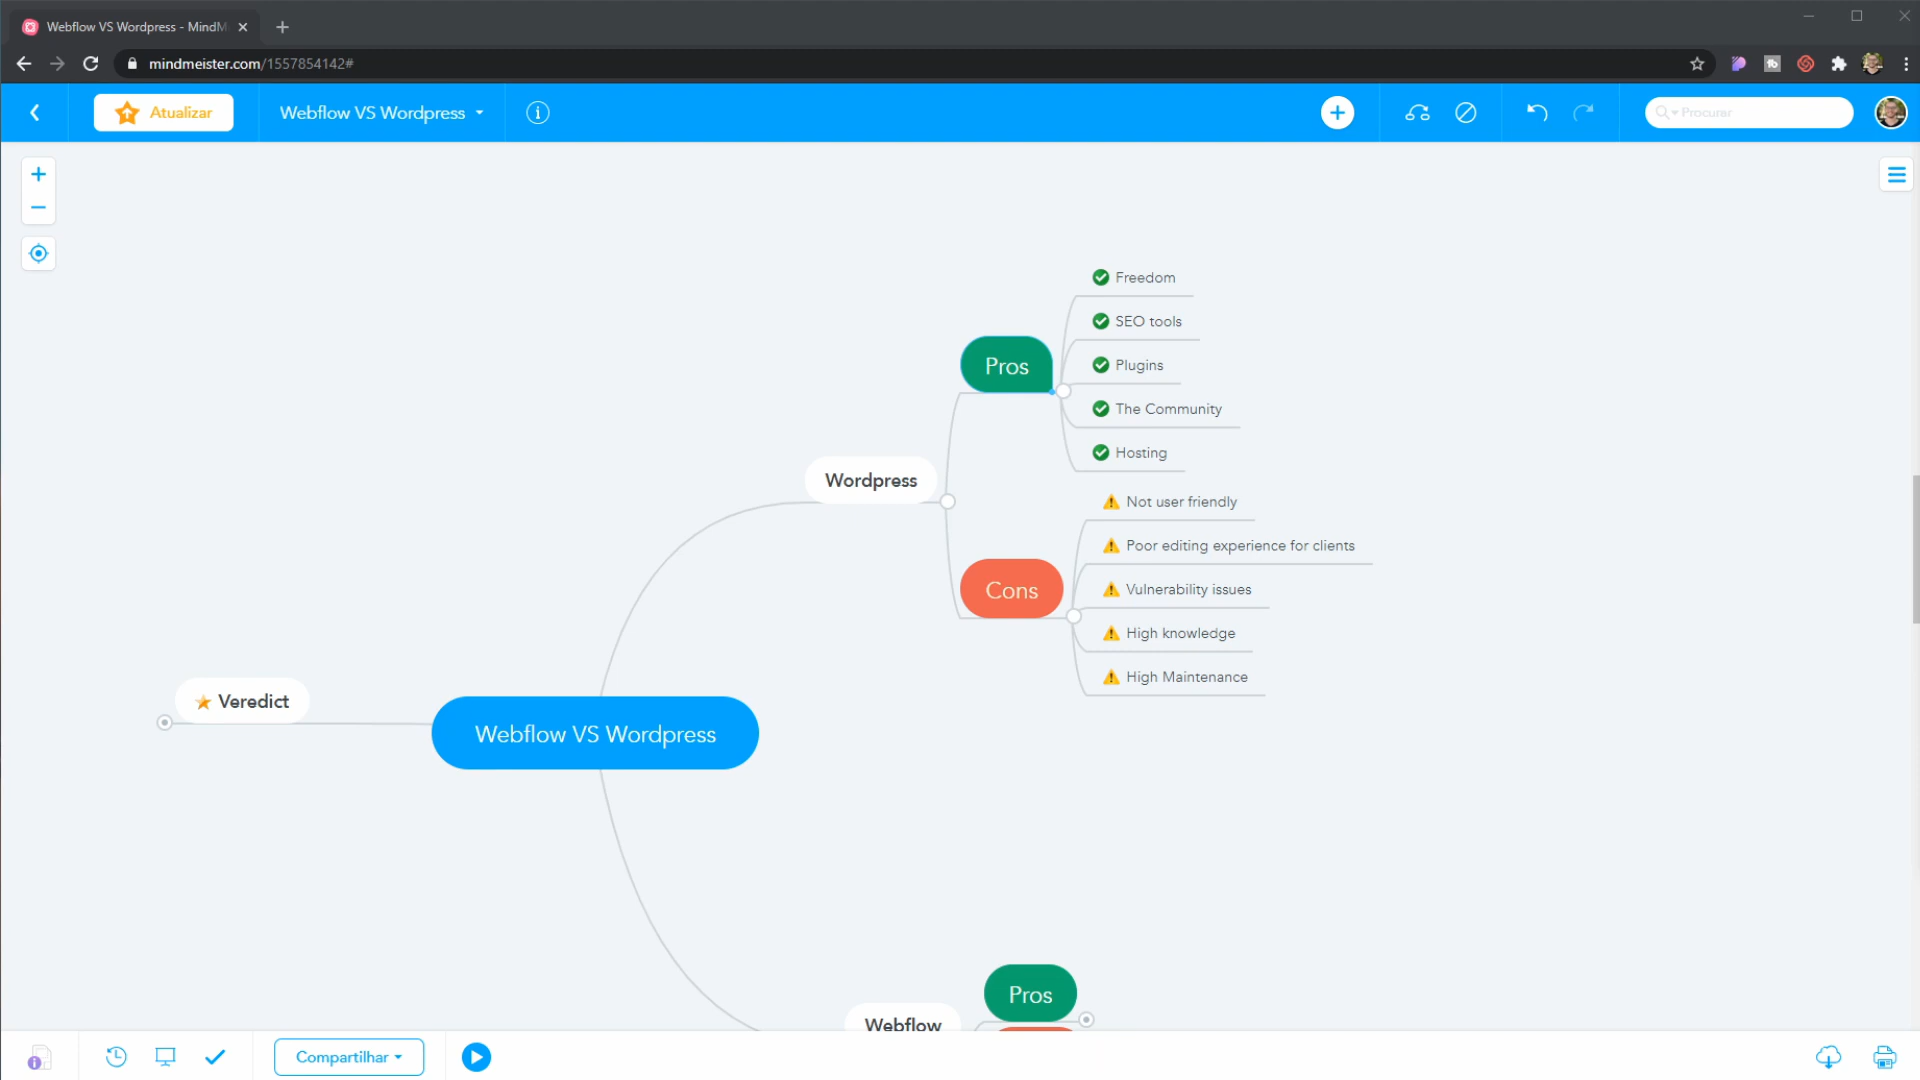 Webflow VS Wordpress - MindM
mindmeister.com/1557854142#
Atualizar
Webflow VS Wordpress
Procurar
Freedom
SEO tools
Pros
Plugins
The Community
Hosting
Wordpress
Not user friendly
Poor editing experience for clients
Cons
Vulnerability issues
High knowledge
High Maintenance
Veredict
Webflow VS Wordpress
Pros
Webflow
Compartilhar